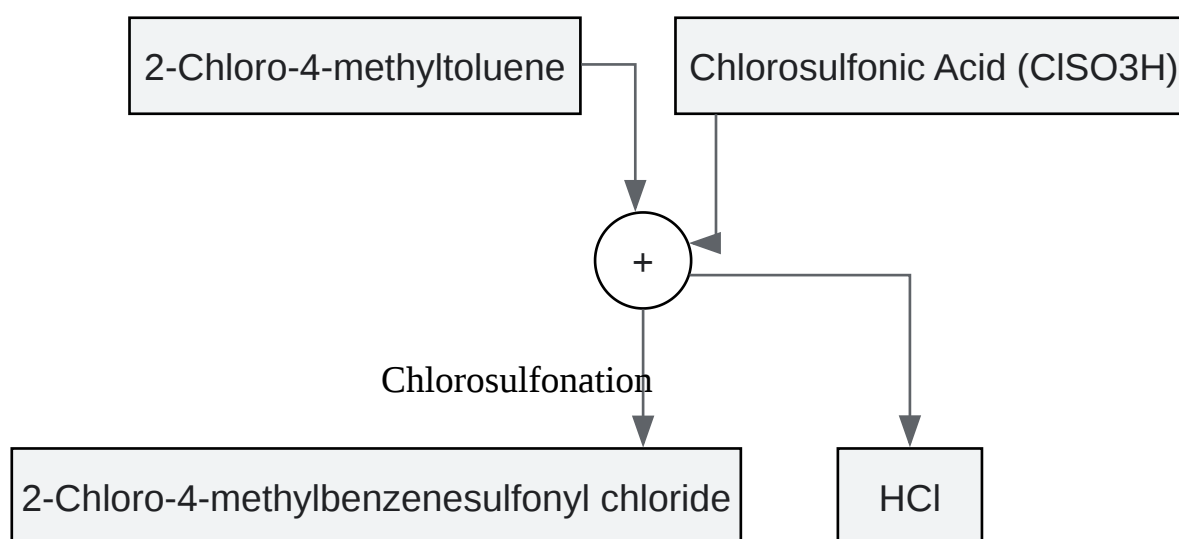 2-Chloro-4-methyltoluene
Chlorosulfonic Acid (ClSO3H)
+
Chlorosulfonation
2-Chloro-4-methylbenzenesulfonyl chloride
HCl